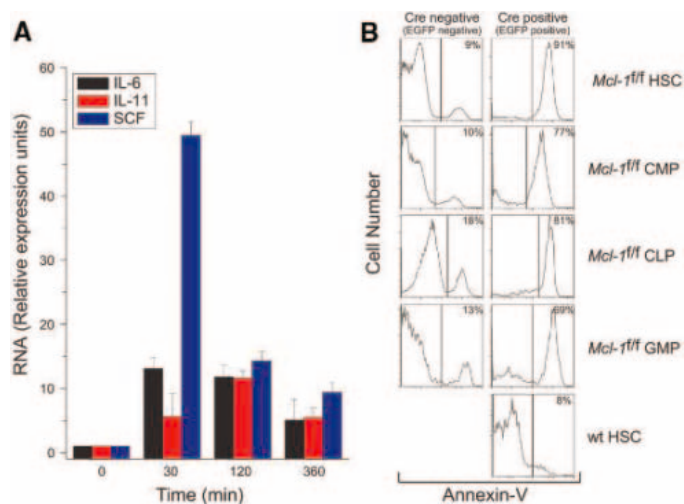 A
RNA (Relative expression units)
60
50
40
30
20
10
0
IL-6
IL-11
SCF
0 30 120 360
Time (min)
B
Cre negative Cre positive
(EGFP negative) (EGFP positive)
Cell Number
9% 91% Mcl-1f/f HSC
10% 77% Mcl-1f/f CMP
18% 81% Mcl-1f/f CLP
13% 69% Mcl-1f/f GMP
8% wt HSC
Annexin-V